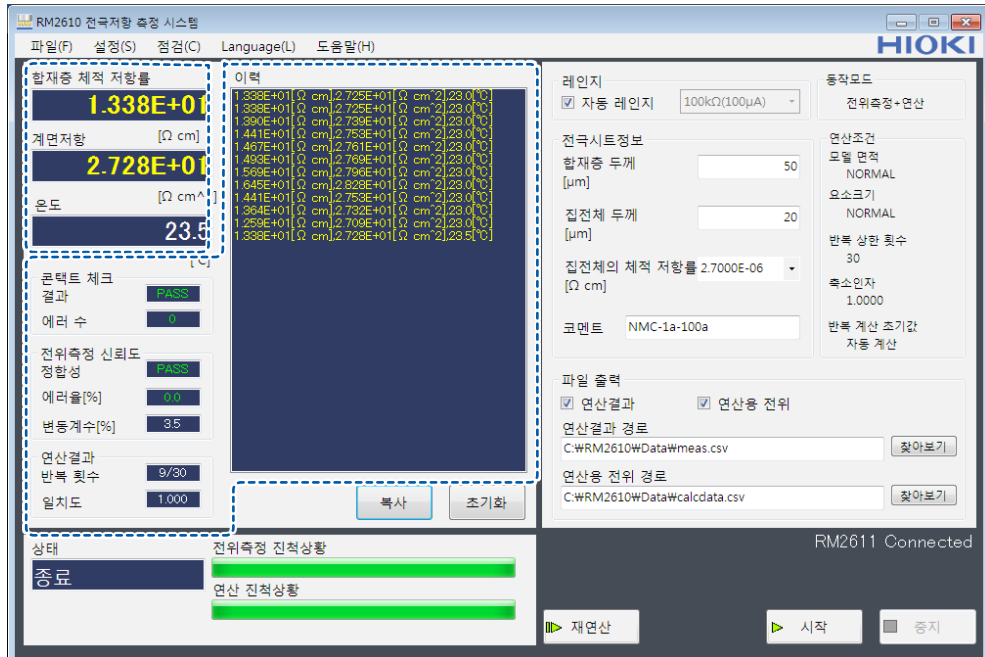 RM2610 전극저항 측정 시스템
파일(F) 설정(S) 점검(C) Language(L) 도움말(H)
HIOKI
합재층 체적 저항률
1.338E+01
[Ω cm]
계면저항
2.728E+01
[Ω cm^
온도
23.5
이력
1.338E+01[Ω cm],2.725E+01[Ω cm^2],23.0[℃]
1.338E+01[Ω cm],2.725E+01[Ω cm^2],23.0[℃]
1.390E+01[Ω cm],2.739E+01[Ω cm^2],23.0[℃]
1.441E+01[Ω cm],2.753E+01[Ω cm^2],23.0[℃]
1.467E+01[Ω cm],2.761E+01[Ω cm^2],23.0[℃]
1.493E+01[Ω cm],2.769E+01[Ω cm^2],23.0[℃]
1.569E+01[Ω cm],2.796E+01[Ω cm^2],23.0[℃]
1.645E+01[Ω cm],2.828E+01[Ω cm^2],23.0[℃]
1.441E+01[Ω cm],2.753E+01[Ω cm^2],23.0[℃]
1.364E+01[Ω cm],2.732E+01[Ω cm^2],23.0[℃]
1.259E+01[Ω cm],2.709E+01[Ω cm^2],23.0[℃]
1.338E+01[Ω cm],2.728E+01[Ω cm^2],23.5[℃]
콘택트 체크
결과 PASS
에러 수 0
전위측정 신뢰도
정합성 PASS
에러율[%] 0.0
변동계수[%] 3.5
연산결과
반복 횟수 9/30
일치도 1.000
복사 초기화
레인지
자동 레인지 100kΩ(100μA)
전극시트정보
합재층 두께 50
[μm]
집전체 두께 20
[μm]
집전체의 체적 저항률 2.7000E-06
[Ω cm]
코멘트 NMC-1a-100a
동작모드
전위측정+연산
연산조건
모델 면적
NORMAL
요소크기
NORMAL
반복 상한 횟수
30
축소인자
1.0000
반복 계산 초기값
자동 계산
파일 출력
연산결과 연산용 전위
연산결과 경로
C:₩RM2610₩Data₩meas.csv 찾아보기
연산용 전위 경로
C:₩RM2610₩Data₩calcdata.csv 찾아보기
상태
종료
전위측정 진척상황
연산 진척상황
RM2611 Connected
재연산 시작 중지